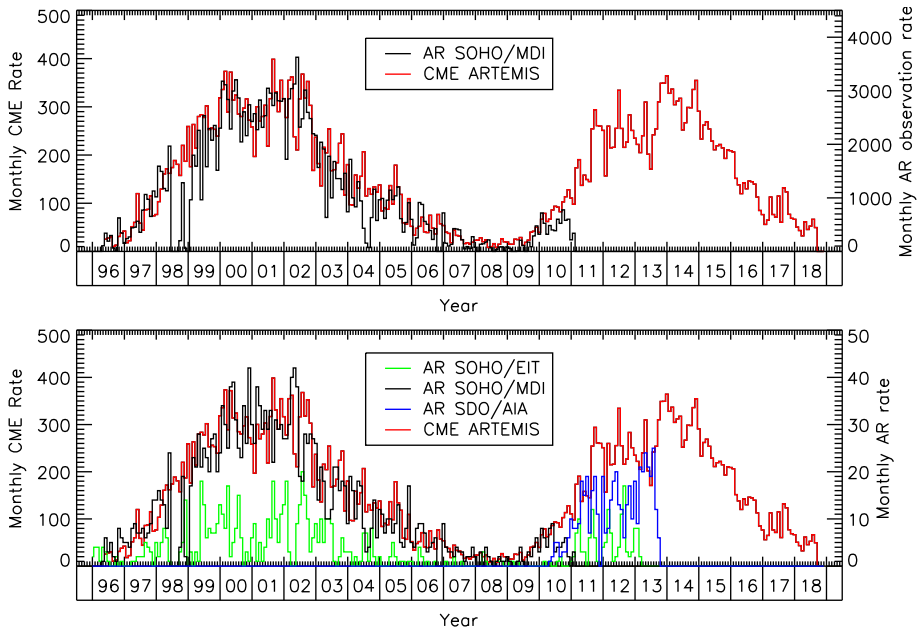 500
400
300
200
100
0
Monthly CME Rate
AR SOHO/MDI
CME ARTEMIS
4000
3000
2000
1000
0
Monthly AR observation rate
96 97 98 99 00 01 02 03 04 05 06 07 08 09 10 11 12 13 14 15 16 17 18
Year
500
400
300
200
100
0
Monthly CME Rate
AR SOHO/EIT
AR SOHO/MDI
AR SDO/AIA
CME ARTEMIS
50
40
30
20
10
0
Monthly AR rate
96 97 98 99 00 01 02 03 04 05 06 07 08 09 10 11 12 13 14 15 16 17 18
Year